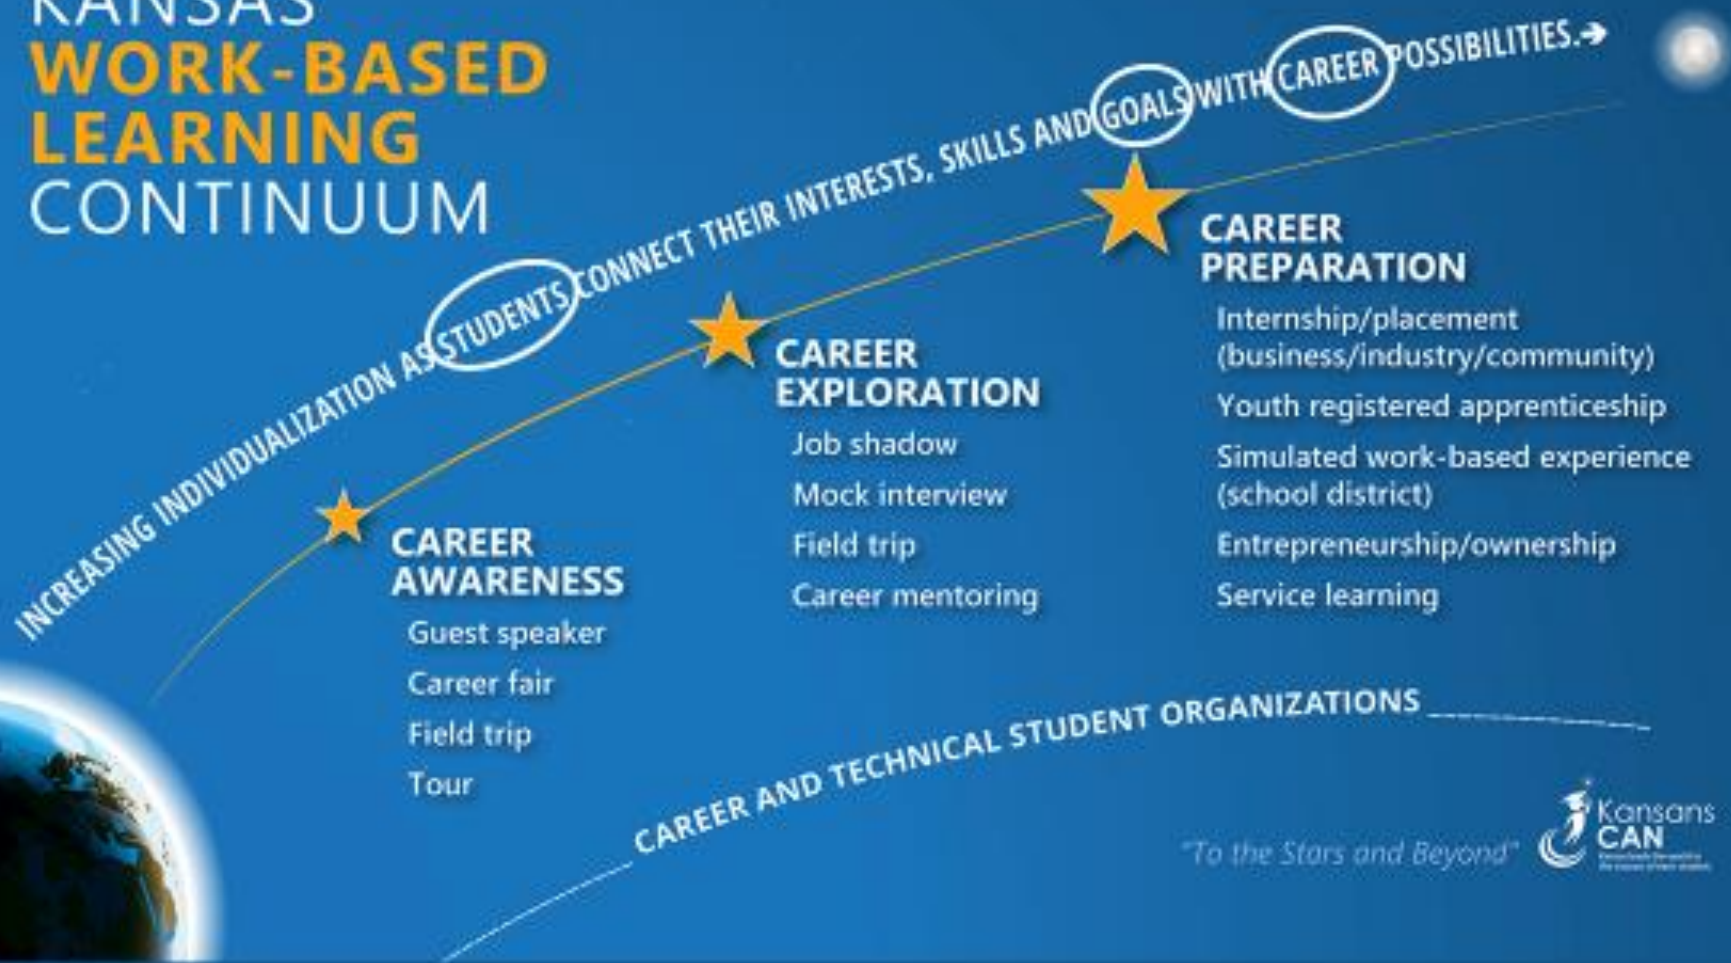 KANSAS
WORK-BASED
LEARNING
CONTINUUM
INCREASING INDIVIDUALIZATION AS STUDENTS CONNECT THEIR INTERESTS, SKILLS AND GOALS WITH CAREER POSSIBILITIES.→
CAREER
AWARENESS
Guest speaker
Career fair
Field trip
Tour
CAREER
EXPLORATION
Job shadow
Mock interview
Field trip
Career mentoring
CAREER
PREPARATION
Internship/placement
(business/industry/community)
Youth registered apprenticeship
Simulated work-based experience
(school district)
Entrepreneurship/ownership
Service learning
CAREER AND TECHNICAL STUDENT ORGANIZATIONS
"To the Stars and Beyond"
Kansans
CAN